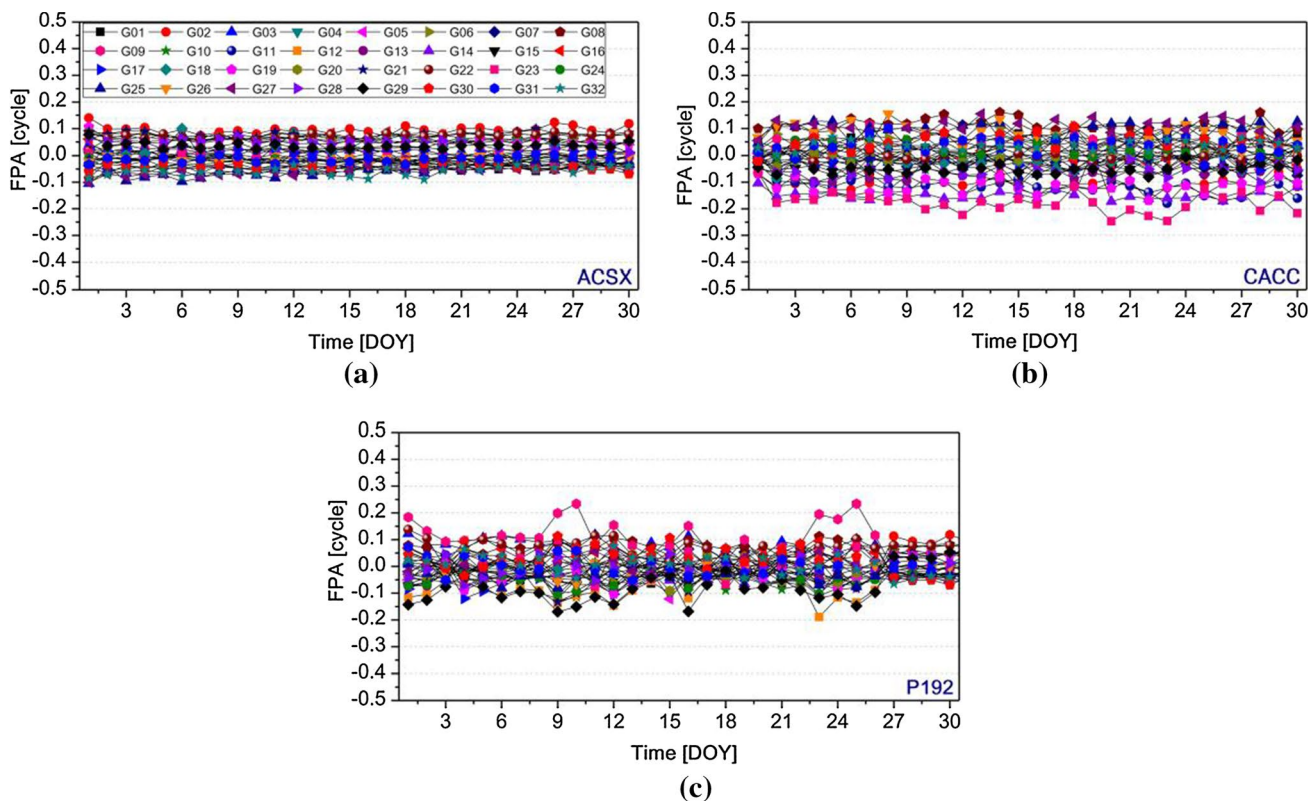 (a)
FPA [cycle]
0.5
0.4
0.3
0.2
0.1
0.0
-0.1
-0.2
-0.3
-0.4
-0.5
G01 G02 G03 G04 G05 G06 G07 G08
G09 G10 G11 G12 G13 G14 G15 G16
G17 G18 G19 G20 G21 G22 G23 G24
G25 G26 G27 G28 G29 G30 G31 G32
ACSX
3 6 9 12 15 18 21 24 27 30
Time [DOY]
FPA [cycle]
0.5
0.4
0.3
0.2
0.1
0.0
-0.1
-0.2
-0.3
-0.4
-0.5
CACC
3 6 9 12 15 18 21 24 27 30
Time [DOY]
(b)
FPA [cycle]
0.5
0.4
0.3
0.2
0.1
0.0
-0.1
-0.2
-0.3
-0.4
-0.5
P192
3 6 9 12 15 18 21 24 27 30
Time [DOY]
(c)